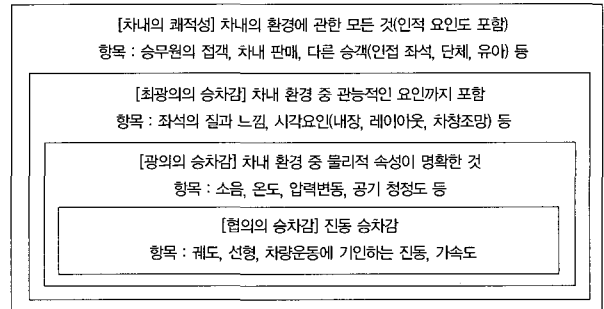 [차내의 쾌적성] 차내의 환경에 관한 모든 것(인적 요인도 포함)
항목 : 승무원의 접객, 차내 판매, 다른 승객(인접 좌석, 단체, 유아) 등
[최광의의 승차감] 차내 환경 중 관능적인 요인까지 포함
항목 : 좌석의 질과 느낌, 시각요인(내장, 레이아웃, 차창조망) 등
[광의의 승차감] 차내 환경 중 물리적 속성이 명확한 것
항목 : 소음, 온도, 압력변동, 공기 청정도 등
[협의의 승차감] 진동 승차감
항목 : 궤도, 선형, 차량운동에 기인하는 진동, 가속도